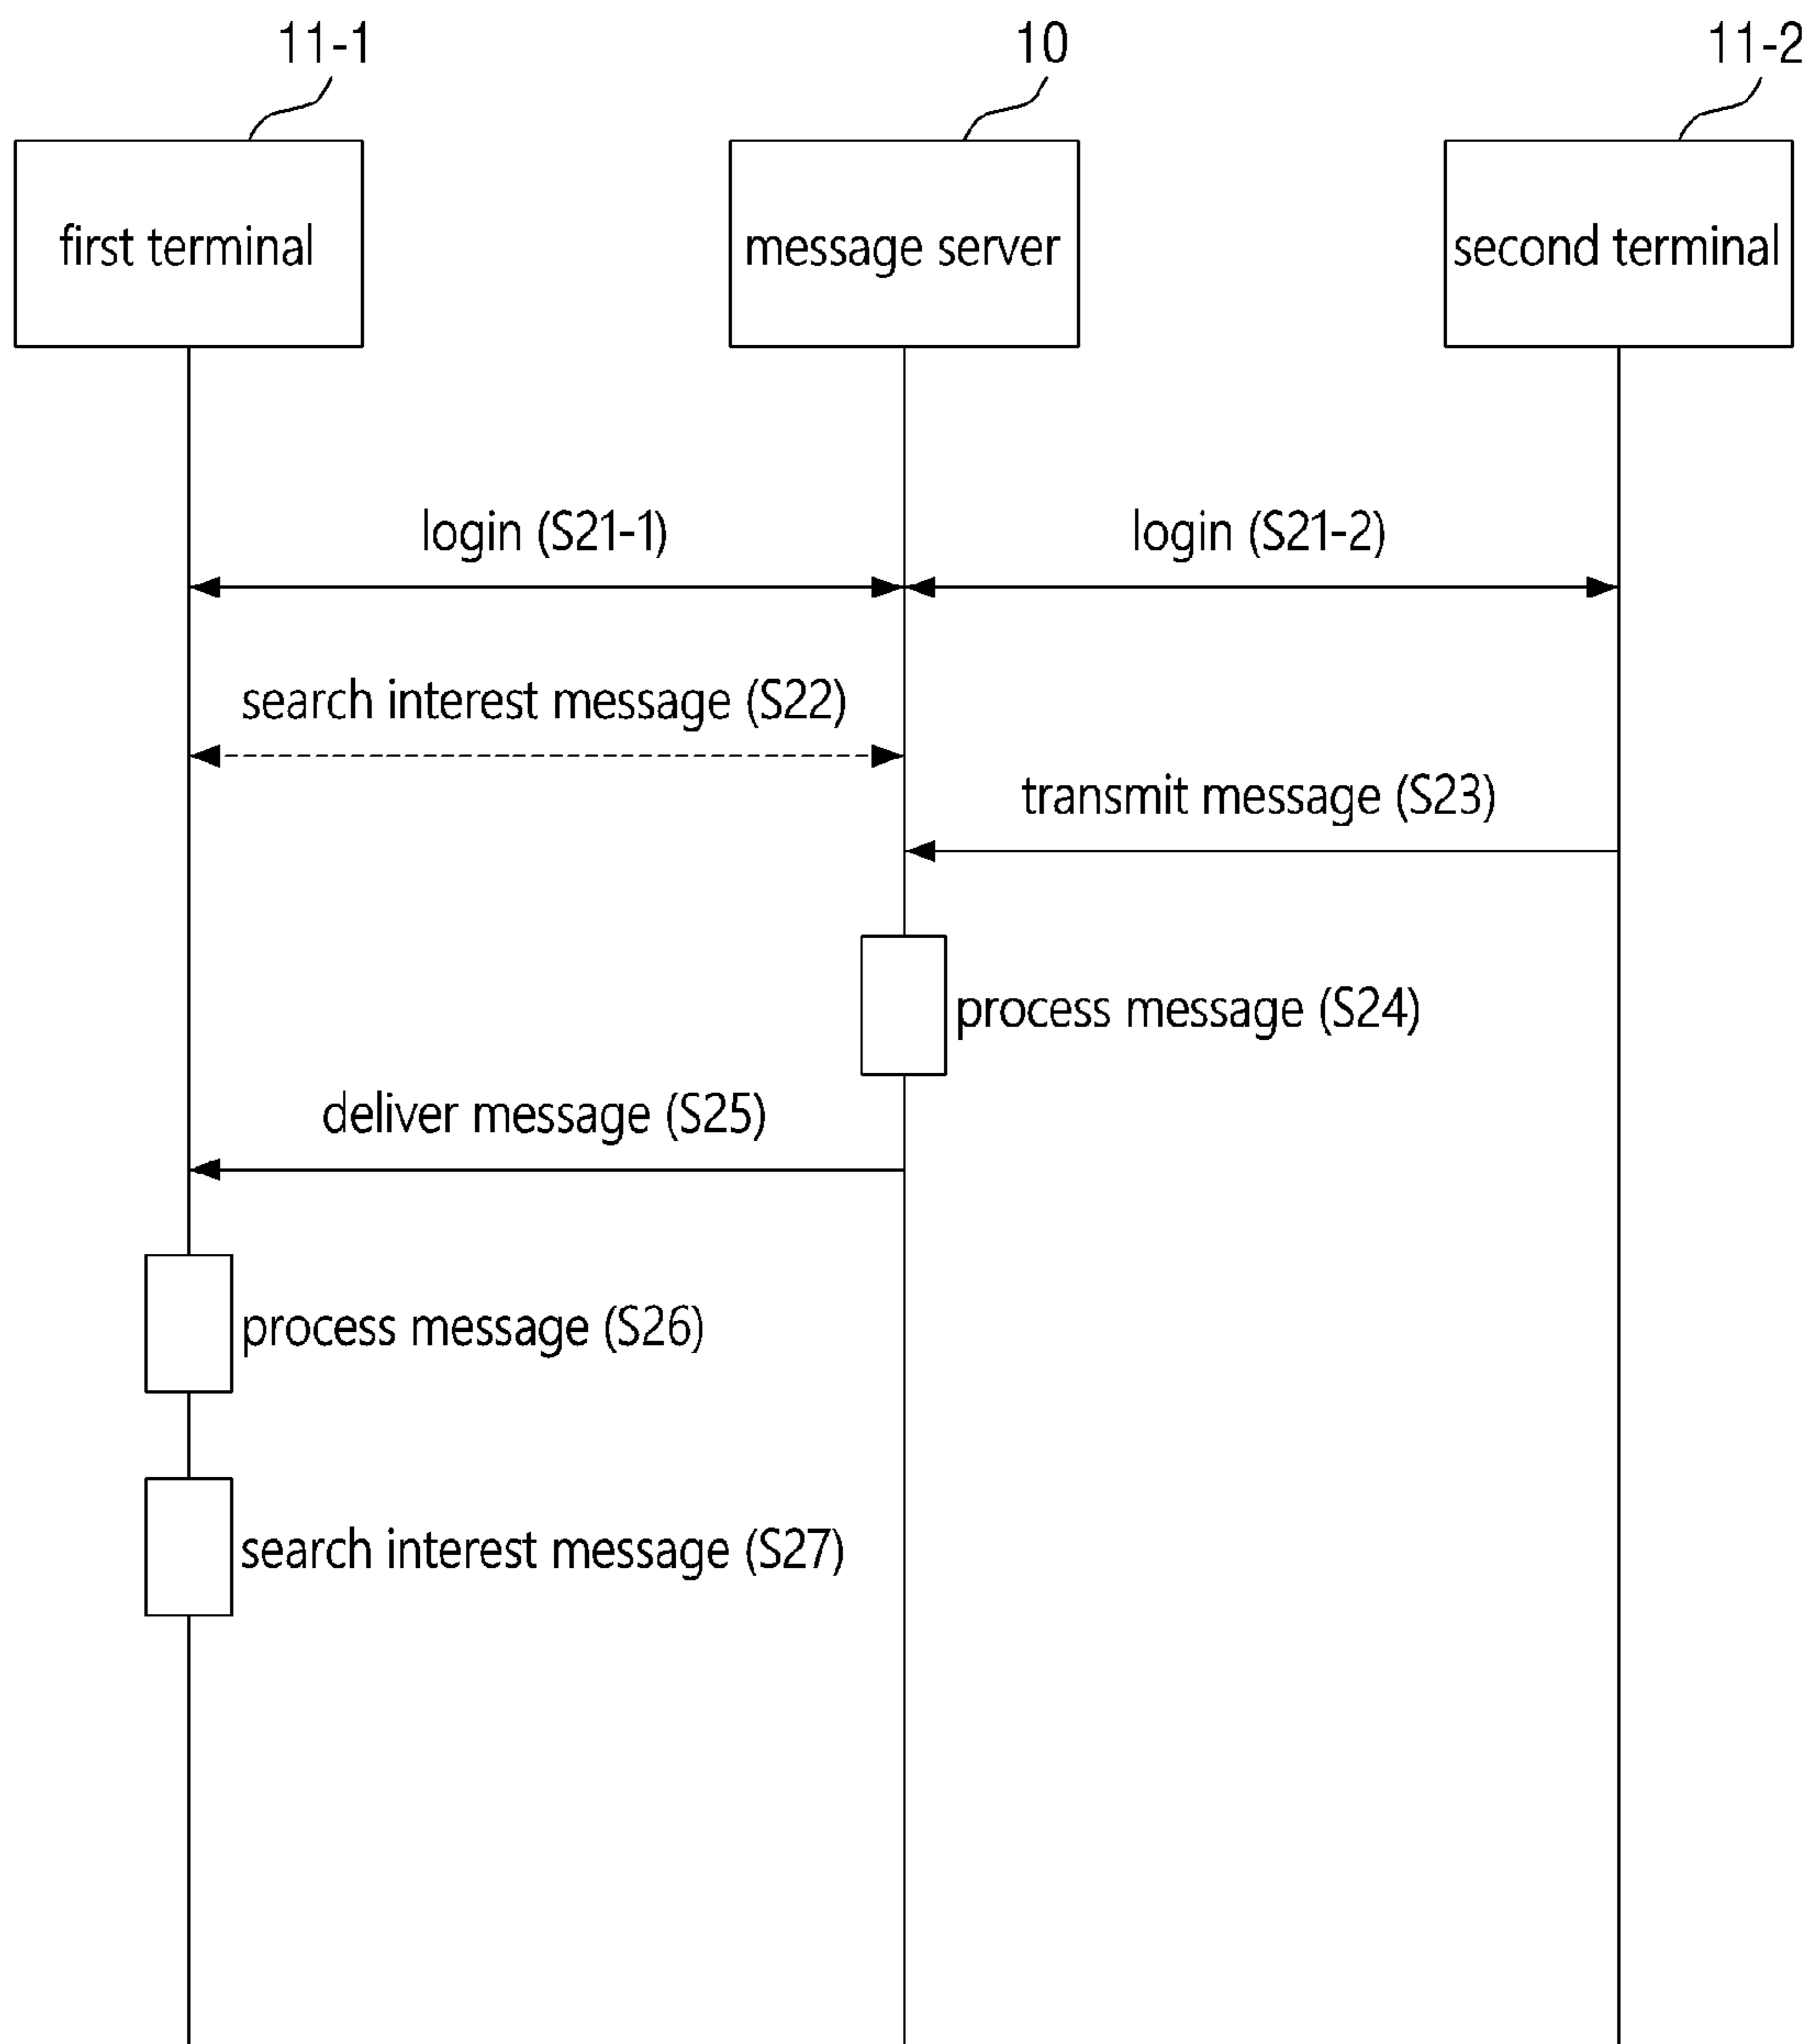 11-1
10
11-2
first terminal
message server
second terminal
login (S21-1)
login (S21-2)
search interest message (S22)
transmit message (S23)
process message (S24)
deliver message (S25)
process message (S26)
search interest message (S27)